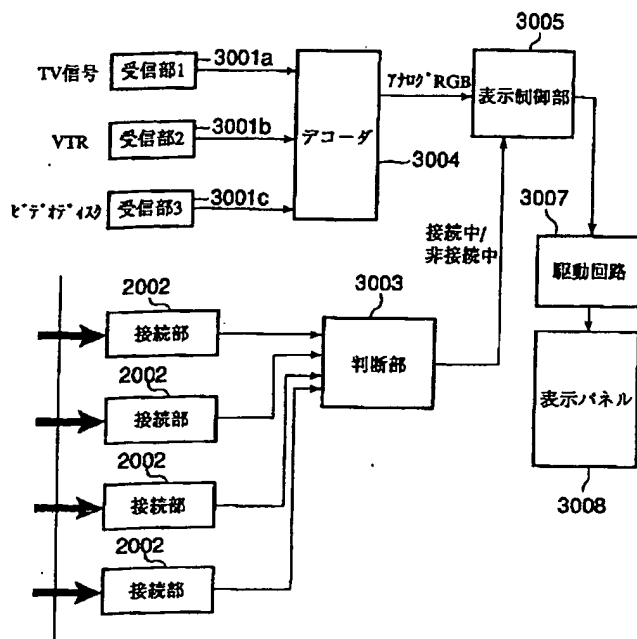 TV信号
受信部1
3001a
VTR
受信部2
3001b
ビデオディスク
受信部3
3001c
デコーダ
3004
アナログRGB
3005
表示制御部
接続中/
非接続中
3007
駆動回路
表示パネル
3008
2002
接続部
2002
接続部
2002
接続部
2002
接続部
3003
判断部